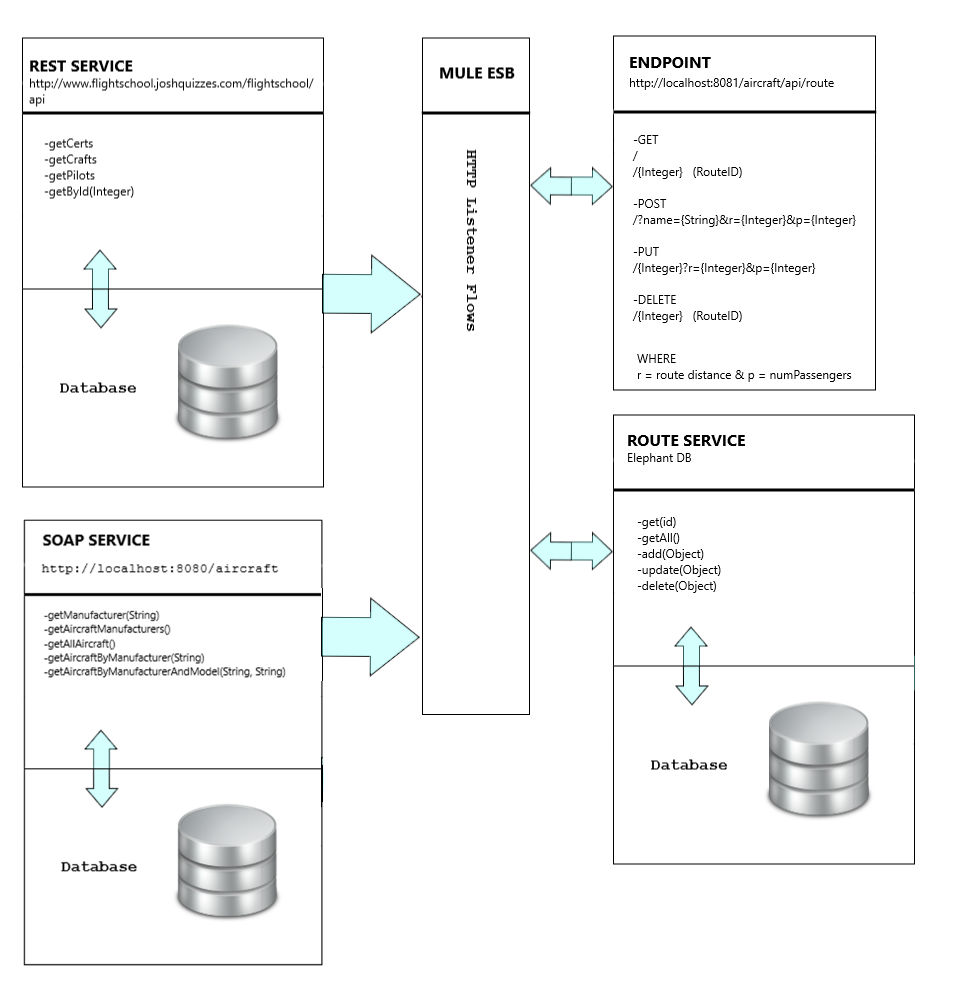 REST SERVICE
http://www.flightschool.joshquizzes.com/flightschool/
api
-getCerts
-getCrafts
-getPilots
-getById(Integer)
Database
SOAP SERVICE
http://localhost:8080/aircraft
-getManufacturer(String)
-getAircraftManufacturers()
-getAllAircraft()
-getAircraftByManufacturer(String)
-getAircraftByManufacturerAndModel(String, String)
Database
MULE ESB
HTTP Listener Flows
ENDPOINT
http://localhost:8081/aircraft/api/route
-GET
/
/{Integer} (RouteID)
-POST
/?name={String}&r={Integer}&p={Integer}
-PUT
/{Integer}?r={Integer}&p={Integer}
-DELETE
/{Integer} (RouteID)
WHERE
r = route distance & p = numPassengers
ROUTE SERVICE
Elephant DB
-get(id)
-getAll()
-add(Object)
-update(Object)
-delete(Object)
Database